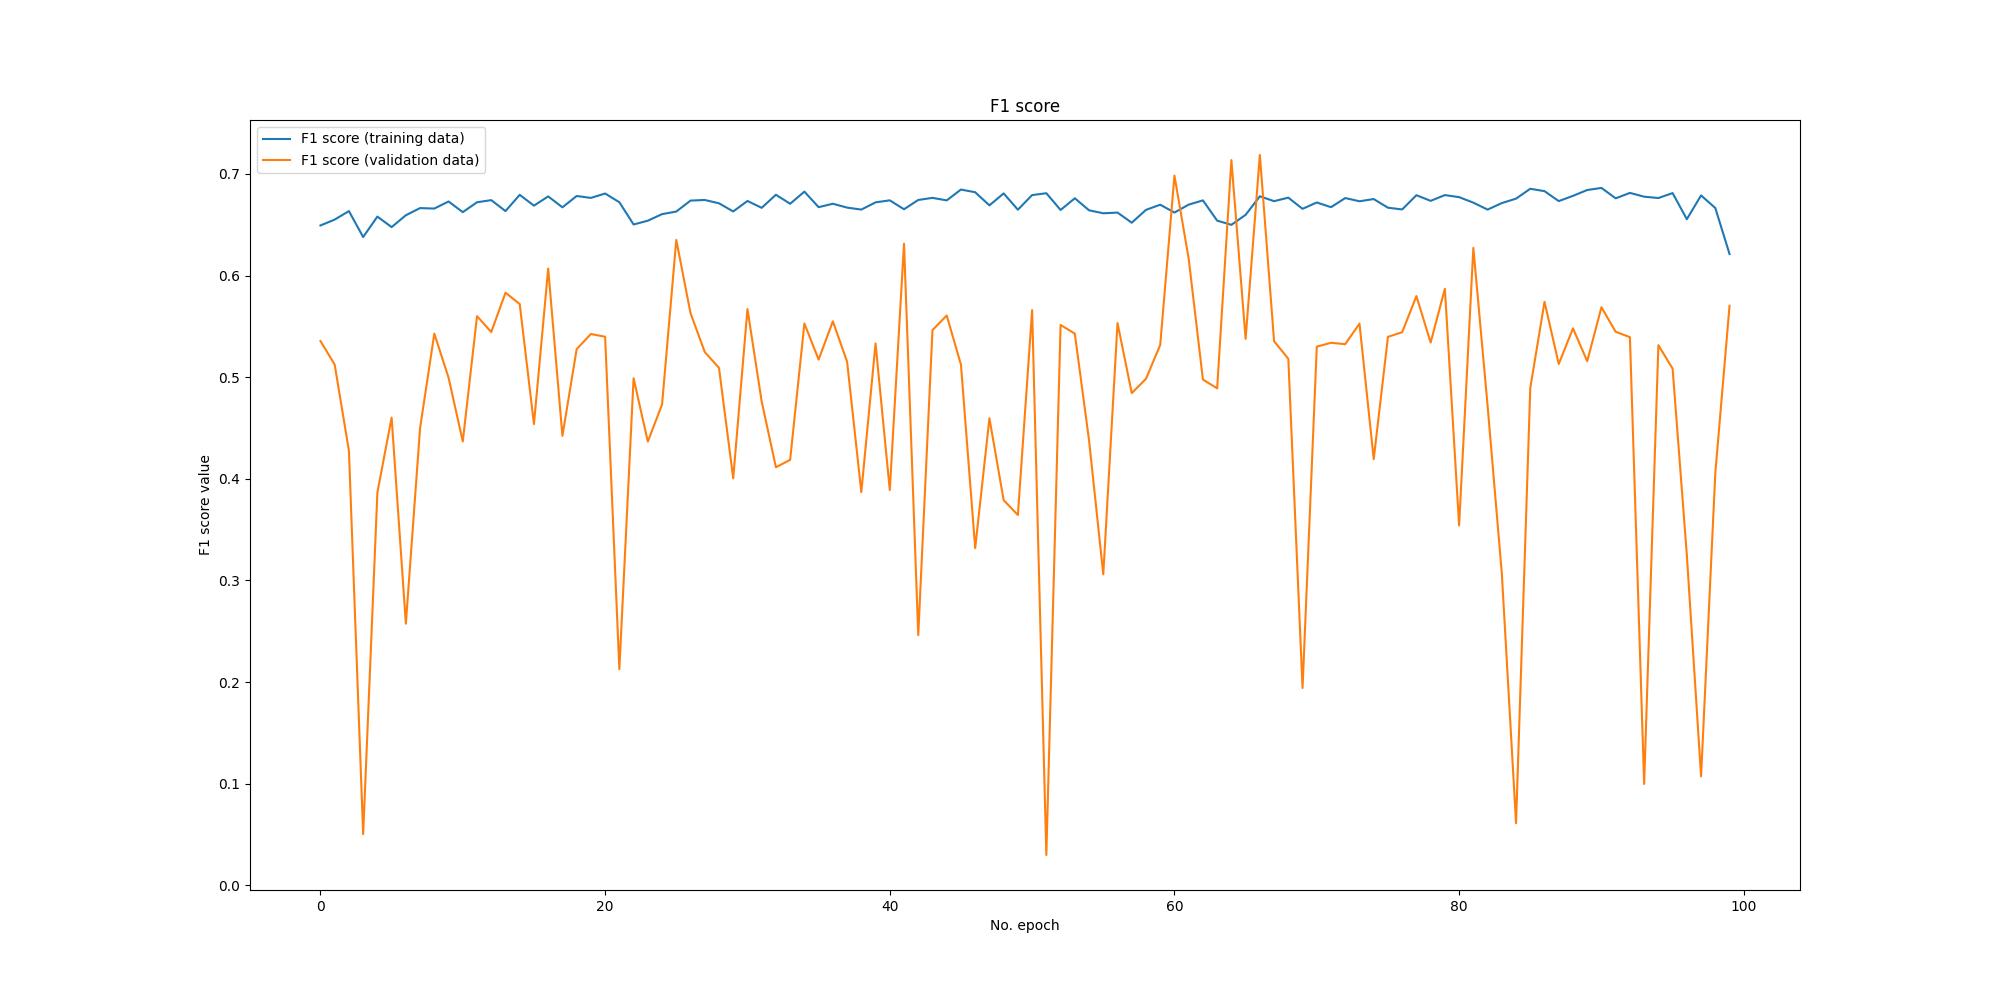 F1 score
F1 score (training data)
F1 score (validation data)
F1 score value
0.7
0.6
0.5
0.4
0.3
0.2
0.1
0.0
0 20 40 60 80 100
No. epoch